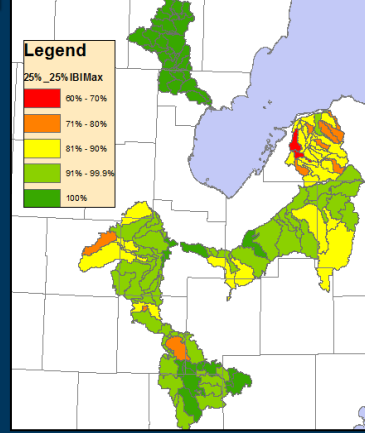 Legend
25%_25% IBIMax
60% - 70%
71% - 80%
81% - 90%
91% - 99.9%
100%